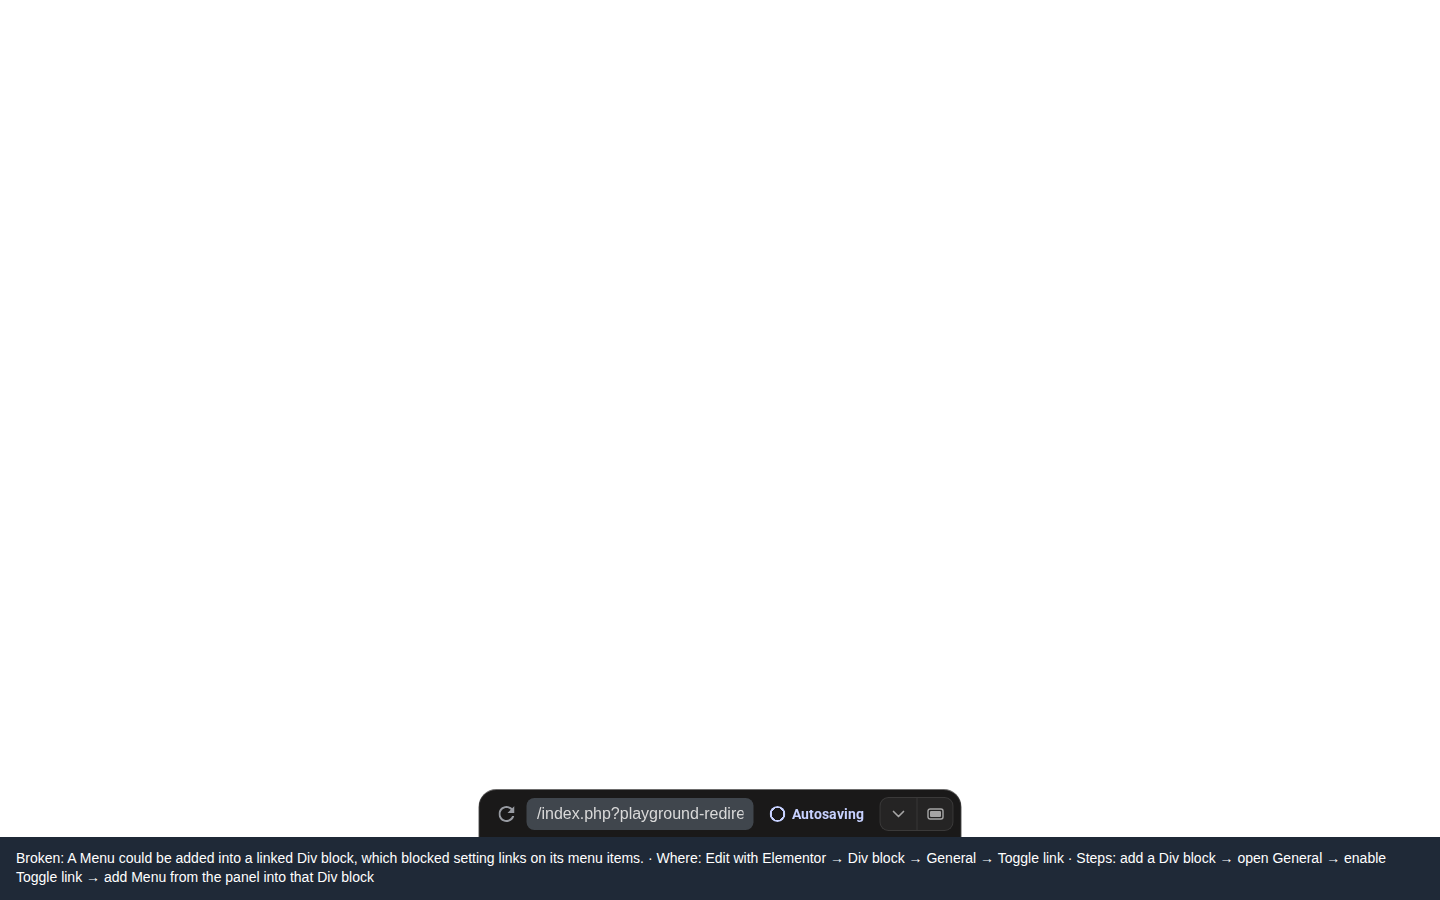 /index.php?playground-redire
Autosaving
Broken: A Menu could be added into a linked Div block, which blocked setting links on its menu items. · Where: Edit with Elementor → Div block → General → Toggle link · Steps: add a Div block → open General → enable
Toggle link → add Menu from the panel into that Div block